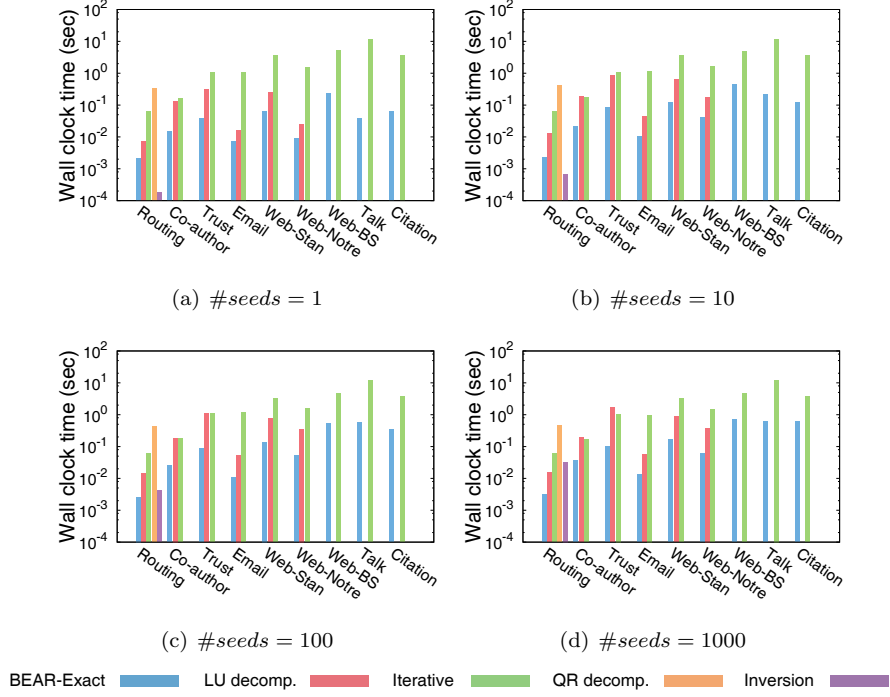 Wall clock time (sec)
10^2
10^1
10^0
10^-1
10^-2
10^-3
10^-4
Routing
Co-author
Trust
Email
Web-Stan
Web-Notre
Web-BS
Talk
Citation
(a) #seeds = 1
Wall clock time (sec)
10^2
10^1
10^0
10^-1
10^-2
10^-3
10^-4
Routing
Co-author
Trust
Email
Web-Stan
Web-Notre
Web-BS
Talk
Citation
(b) #seeds = 10
Wall clock time (sec)
10^2
10^1
10^0
10^-1
10^-2
10^-3
10^-4
Routing
Co-author
Trust
Email
Web-Stan
Web-Notre
Web-BS
Talk
Citation
(c) #seeds = 100
Wall clock time (sec)
10^2
10^1
10^0
10^-1
10^-2
10^-3
10^-4
Routing
Co-author
Trust
Email
Web-Stan
Web-Notre
Web-BS
Talk
Citation
(d) #seeds = 1000
BEAR-Exact LU decomp. Iterative QR decomp. Inversion